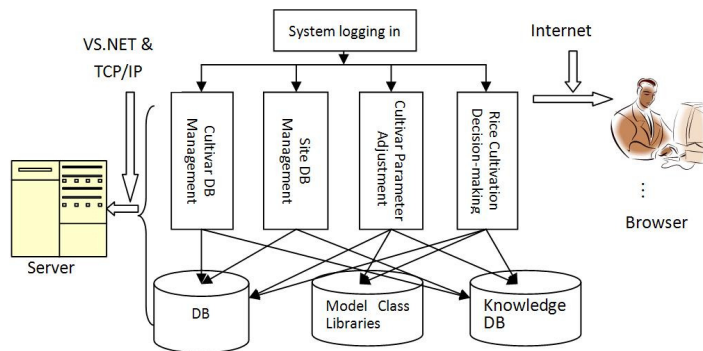 System logging in
VS.NET &
TCP/IP
Internet
Cultivar DB
Management
Site DB
Management
Cultivar Parameter
Adjustment
Rice Cultivation
Decision-making
...
Browser
Server
DB
Model Class
Libraries
Knowledge
DB